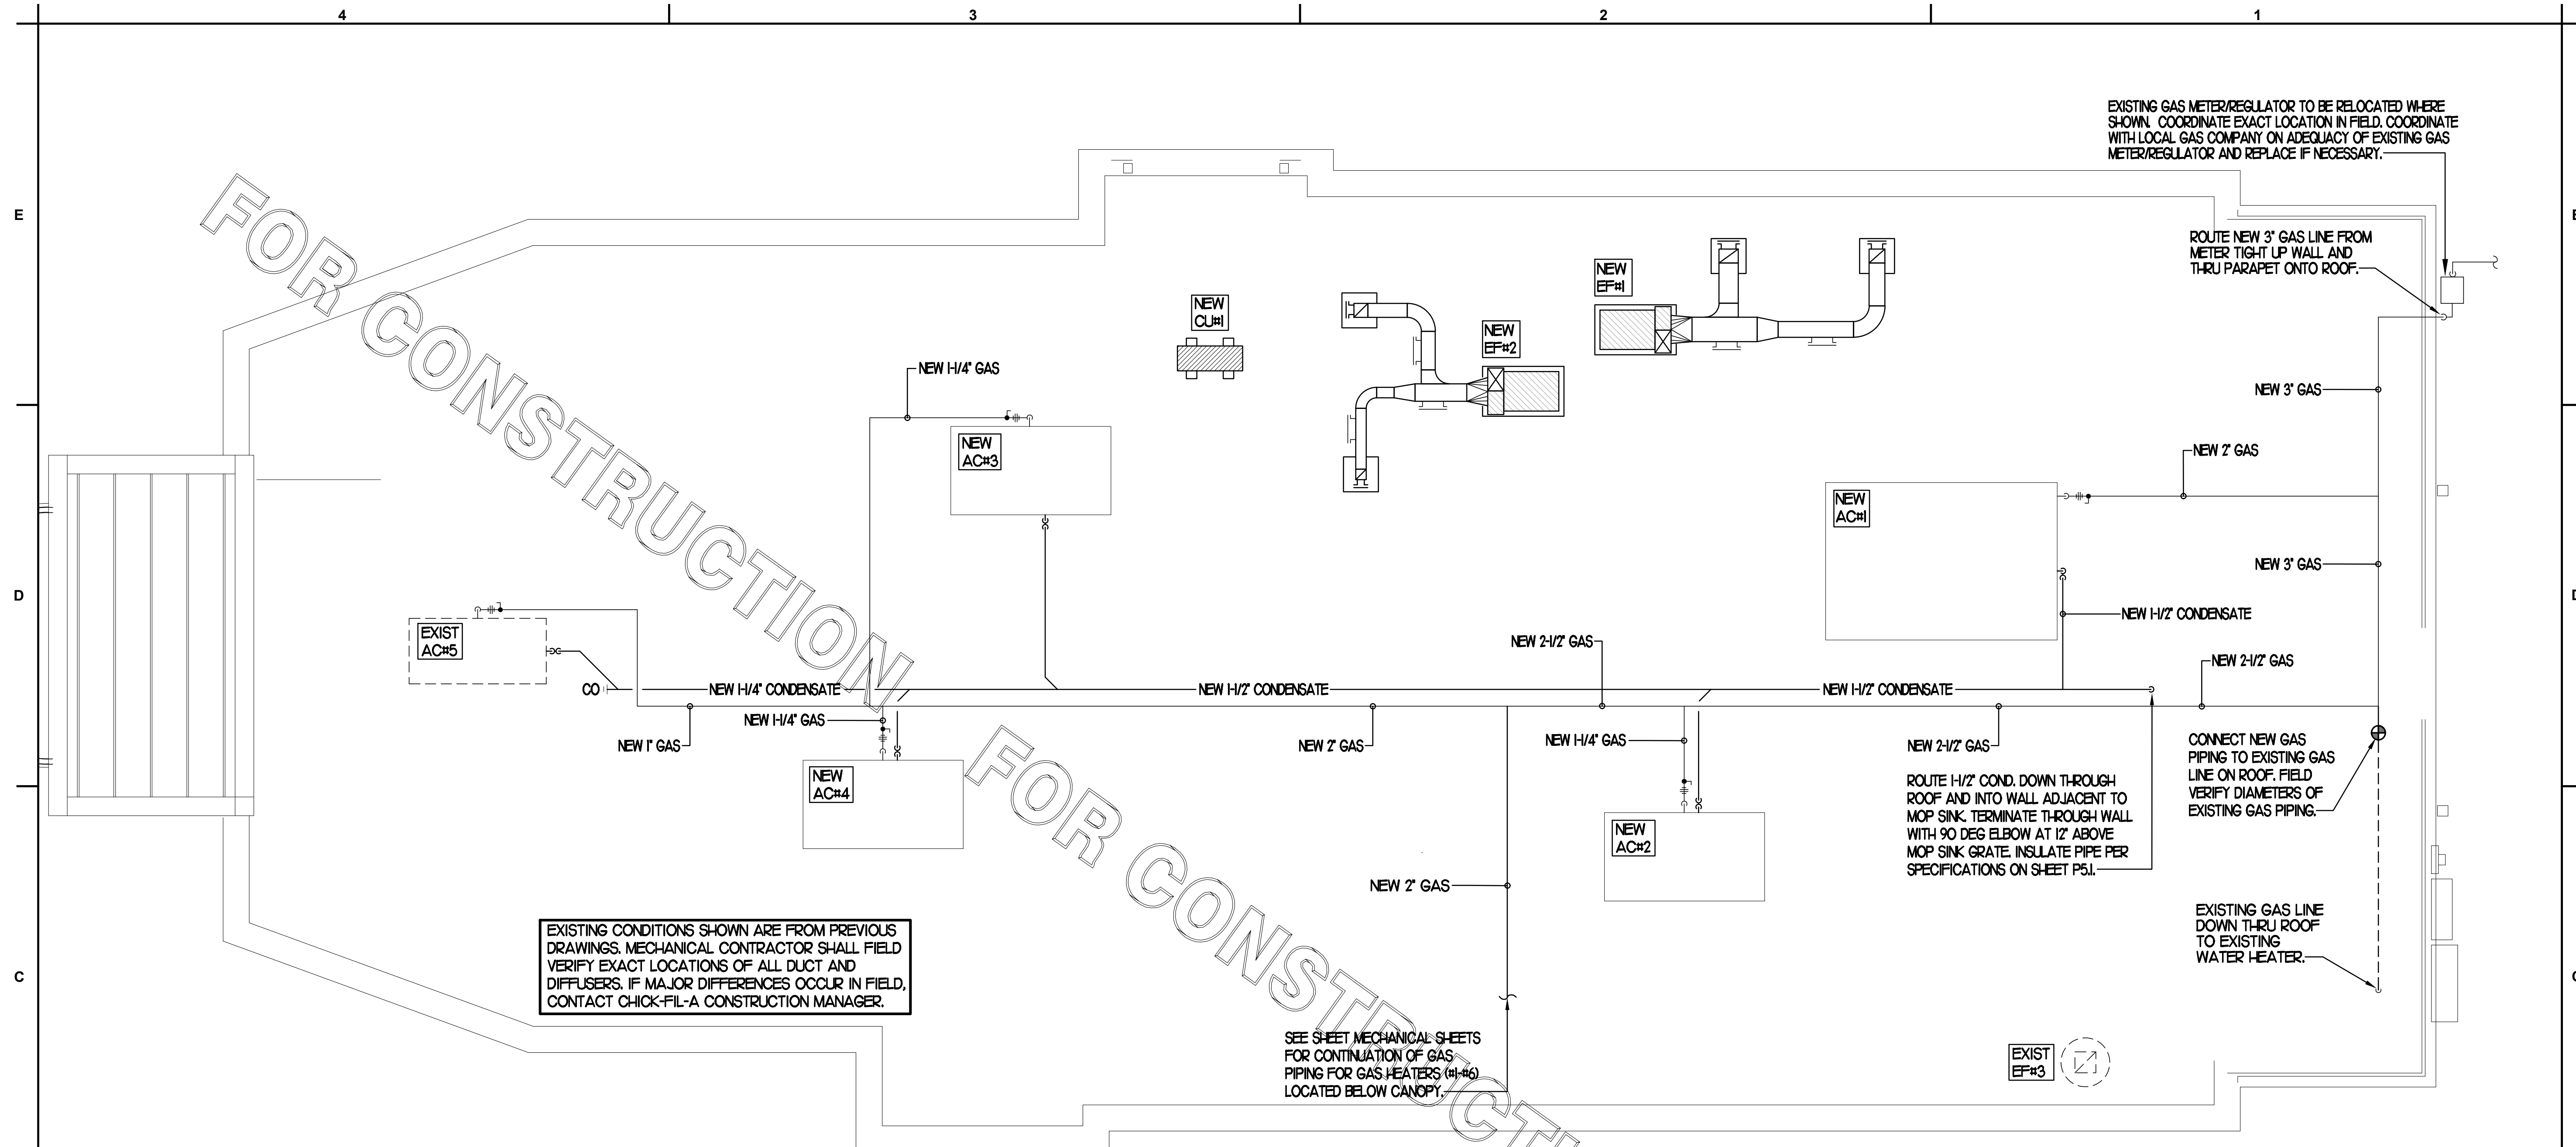 4
3
2
1
E
D
C
EXISTING GAS METER/REGULATOR TO BE RELOCATED WHERE
SHOWN. COORDINATE EXACT LOCATION IN FIELD. COORDINATE
WITH LOCAL GAS COMPANY ON ADEQUACY OF EXISTING GAS
METER/REGULATOR AND REPLACE IF NECESSARY.
ROUTE NEW 3" GAS LINE FROM
METER TIGHT UP WALL AND
THRU PARAPET ONTO ROOF.
FOR CONSTRUCTION
NEW
EF#1
NEW
CU#1
NEW
EF#2
NEW 1-1/4" GAS
NEW 3" GAS
NEW
AC#3
NEW 2" GAS
NEW
AC#1
NEW 3" GAS
NEW 1-1/2" CONDENSATE
EXIST
AC#5
NEW 2-1/2" GAS
NEW 2-1/2" GAS
CO
NEW 1-1/4" CONDENSATE
NEW 1-1/2" CONDENSATE
NEW 1-1/2" CONDENSATE
NEW 1-1/4" GAS
NEW 1" GAS
NEW 2" GAS
NEW 1-1/4" GAS
NEW 2-1/2" GAS
CONNECT NEW GAS
PIPING TO EXISTING GAS
LINE ON ROOF. FIELD
VERIFY DIAMETERS OF
EXISTING GAS PIPING.
NEW
AC#4
ROUTE 1-1/2" COND. DOWN THROUGH
ROOF AND INTO WALL ADJACENT TO
MOP SINK. TERMINATE THROUGH WALL
WITH 90 DEG ELBOW AT 12" ABOVE
MOP SINK GRATE. INSULATE PIPE PER
SPECIFICATIONS ON SHEET P5.1.
NEW
AC#2
NEW 2" GAS
EXISTING GAS LINE
DOWN THRU ROOF
TO EXISTING
WATER HEATER.
EXISTING CONDITIONS SHOWN ARE FROM PREVIOUS
DRAWINGS. MECHANICAL CONTRACTOR SHALL FIELD
VERIFY EXACT LOCATIONS OF ALL DUCT AND
DIFFUSERS. IF MAJOR DIFFERENCES OCCUR IN FIELD,
CONTACT CHICK-FIL-A CONSTRUCTION MANAGER.
FOR CONSTRUCTI
SEE SHEET MECHANICAL SHEETS
FOR CONTINUATION OF GAS
PIPING FOR GAS HEATERS (#1-#6)
LOCATED BELOW CANOPY.
EXIST
EF#3